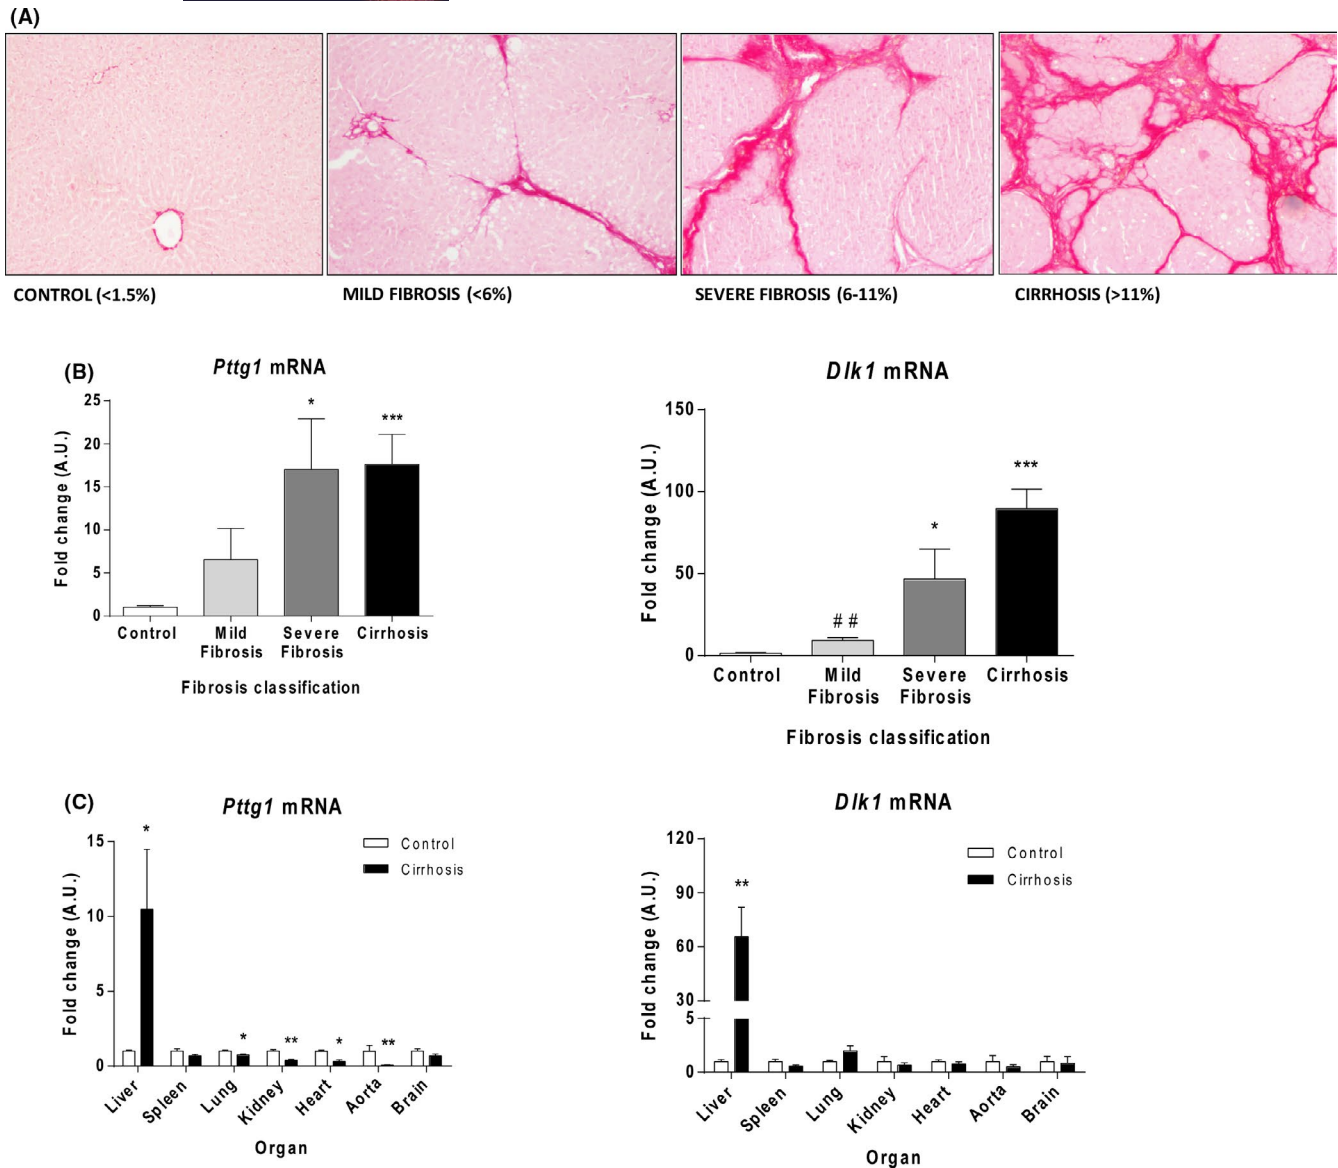 (A)
CONTROL (<1.5%)
MILD FIBROSIS (<6%)
SEVERE FIBROSIS (6-11%)
CIRRHOSIS (>11%)
(B)
Pttg1 mRNA
Fold change (A.U.)
25
20
15
10
5
0
*
***
Control
Mild
Fibrosis
Severe
Fibrosis
Cirrhosis
Fibrosis classification
Dlk1 mRNA
Fold change (A.U.)
150
100
50
0
# #
*
***
Control
Mild
Fibrosis
Severe
Fibrosis
Cirrhosis
Fibrosis classification
(C)
Pttg1 mRNA
Control
Cirrhosis
Fold change (A.U.)
15
10
5
0
*
*
**
*
**
Liver
Spleen
Lung
Kidney
Heart
Aorta
Brain
Organ
Dlk1 mRNA
Control
Cirrhosis
Fold change (A.U.)
120
90
60
30
5
0
**
Liver
Spleen
Lung
Kidney
Heart
Aorta
Brain
Organ